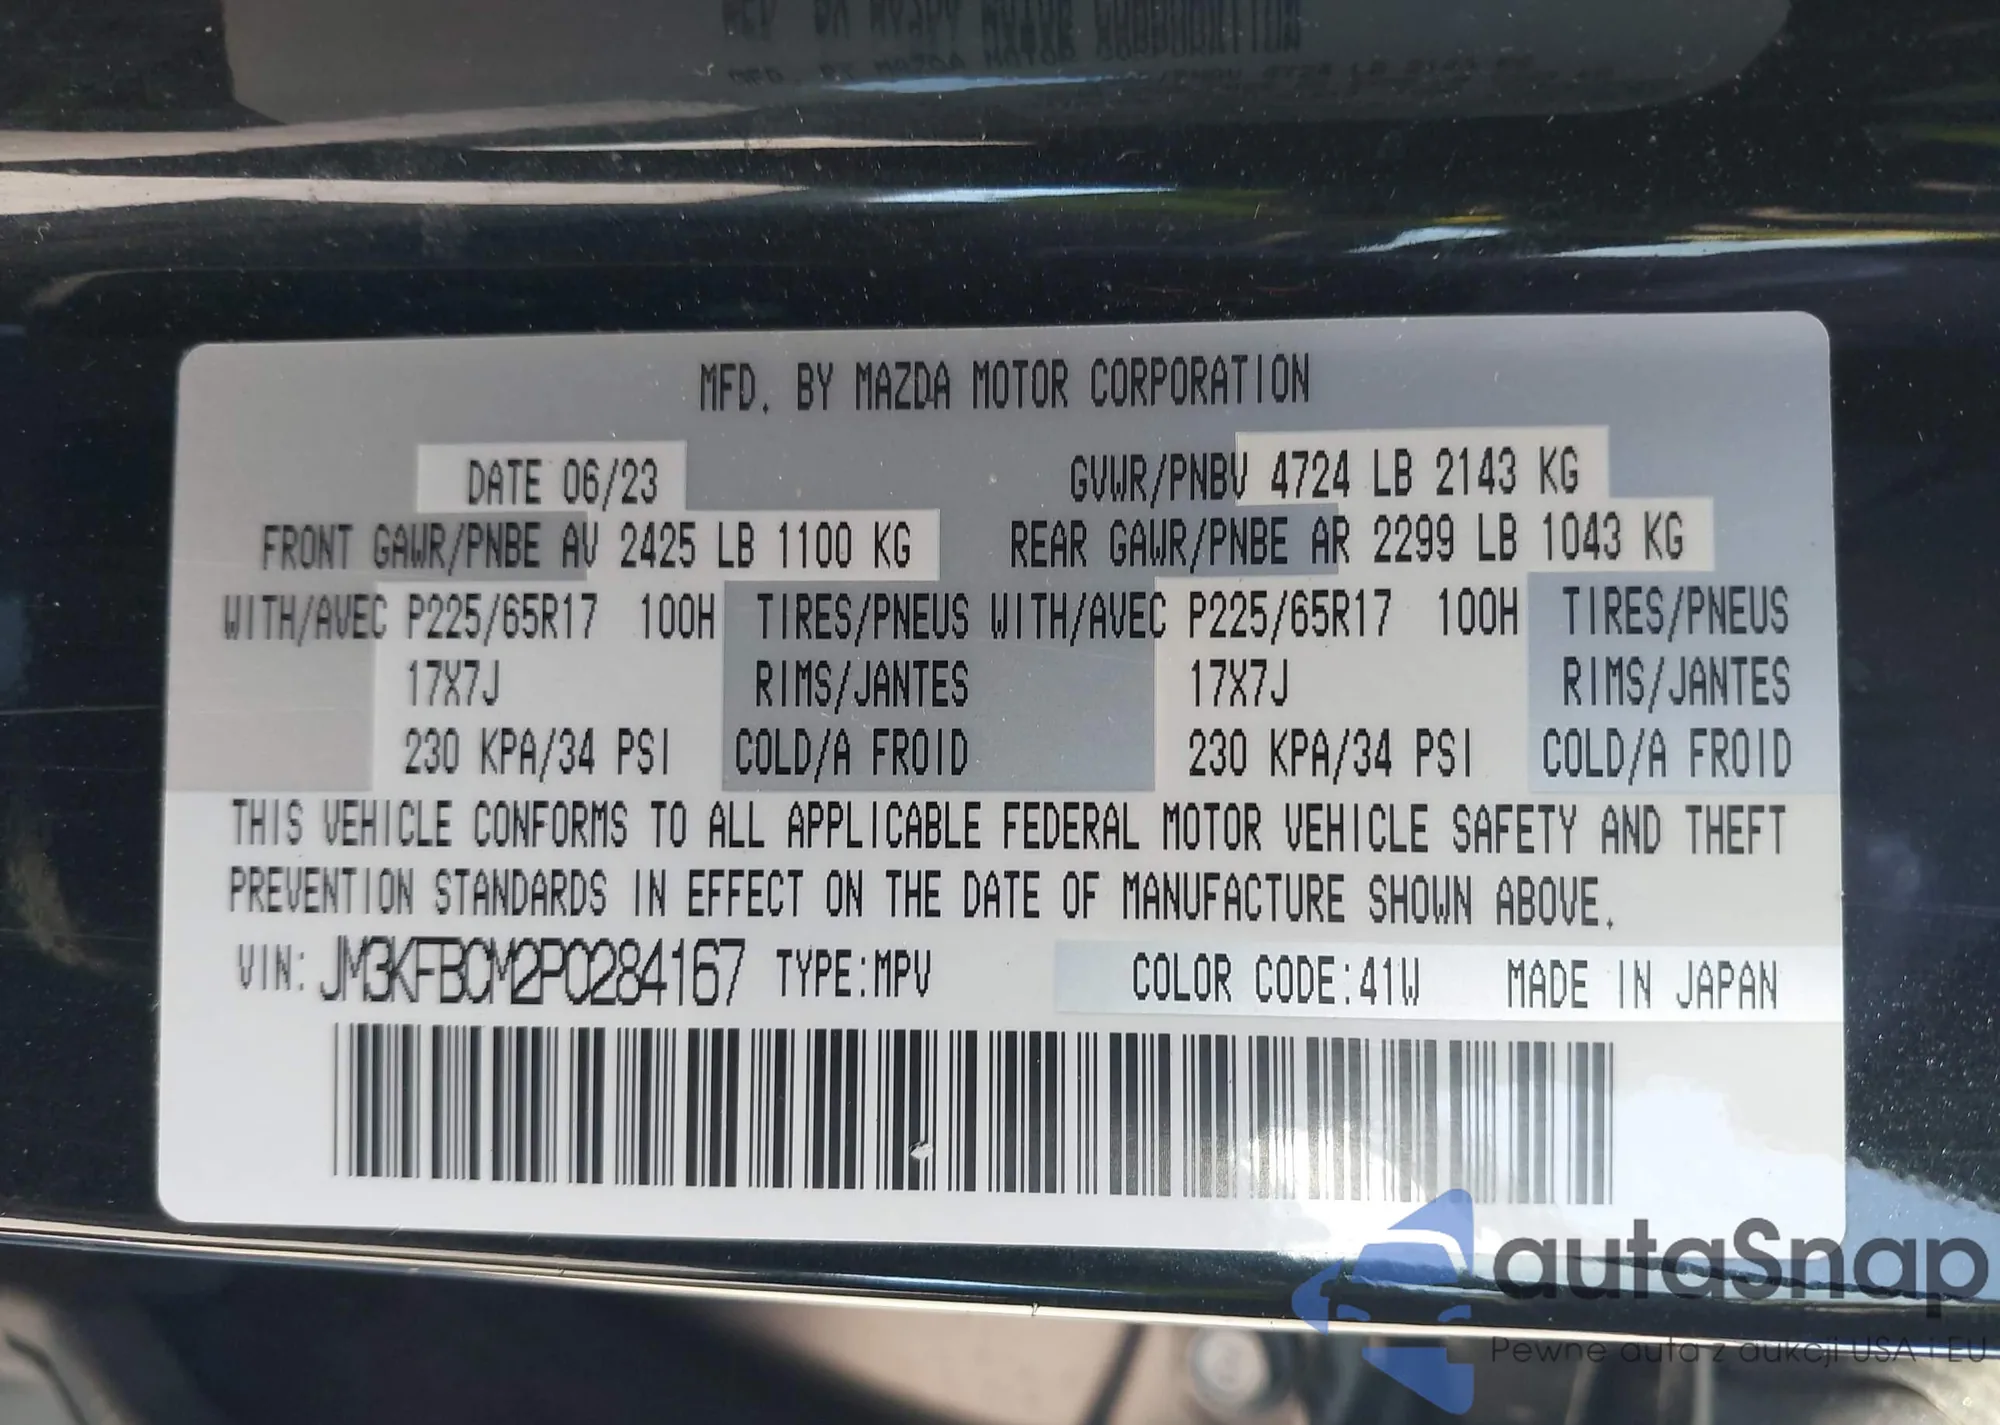 MFD. BY MAZDA MOTOR CORPORATION
DATE 06/23 GVWR/PNBV 4724 LB 2143 KG
FRONT GAWR/PNBE AV 2425 LB 1100 KG REAR GAWR/PNBE AR 2299 LB 1043 KG
WITH/AVEC P225/65R17 100H TIRES/PNEUS WITH/AVEC P225/65R17 100H TIRES/PNEUS
17X7J RIMS/JANTES 17X7J RIMS/JANTES
230 KPA/34 PSI COLD/A FROID 230 KPA/34 PSI COLD/A FROID
THIS VEHICLE CONFORMS TO ALL APPLICABLE FEDERAL MOTOR VEHICLE SAFETY AND THEFT
PREVENTION STANDARDS IN EFFECT ON THE DATE OF MANUFACTURE SHOWN ABOVE.
VIN: JM3KFBCM2P0284167 TYPE:MPV COLOR CODE:41W MADE IN JAPAN
autaSnap
Pewne auta z aukcji USA i EU